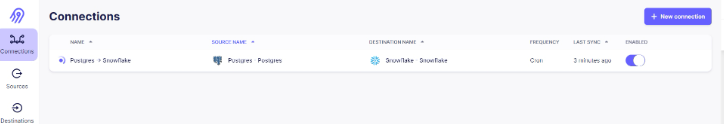 Connections
+ New connection
Connections
NAME
SOURCE NAME
DESTINATION NAME
FREQUENCY
LAST SYNC
ENABLED
Postgres → Snowflake
Postgres · Postgres
Snowflake · Snowflake
Cron
3 minutes ago
Sources
Destinations